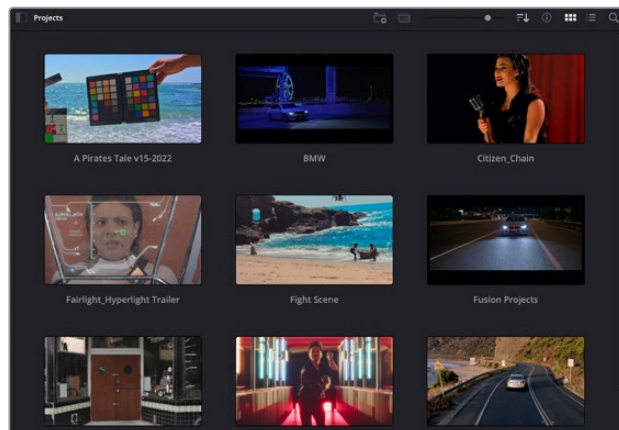 Projects
A Pirates Tale v15-2022
BMW
Citizen_Chain
Fairlight_Hyperlight Trailer
Fight Scene
Fusion Projects